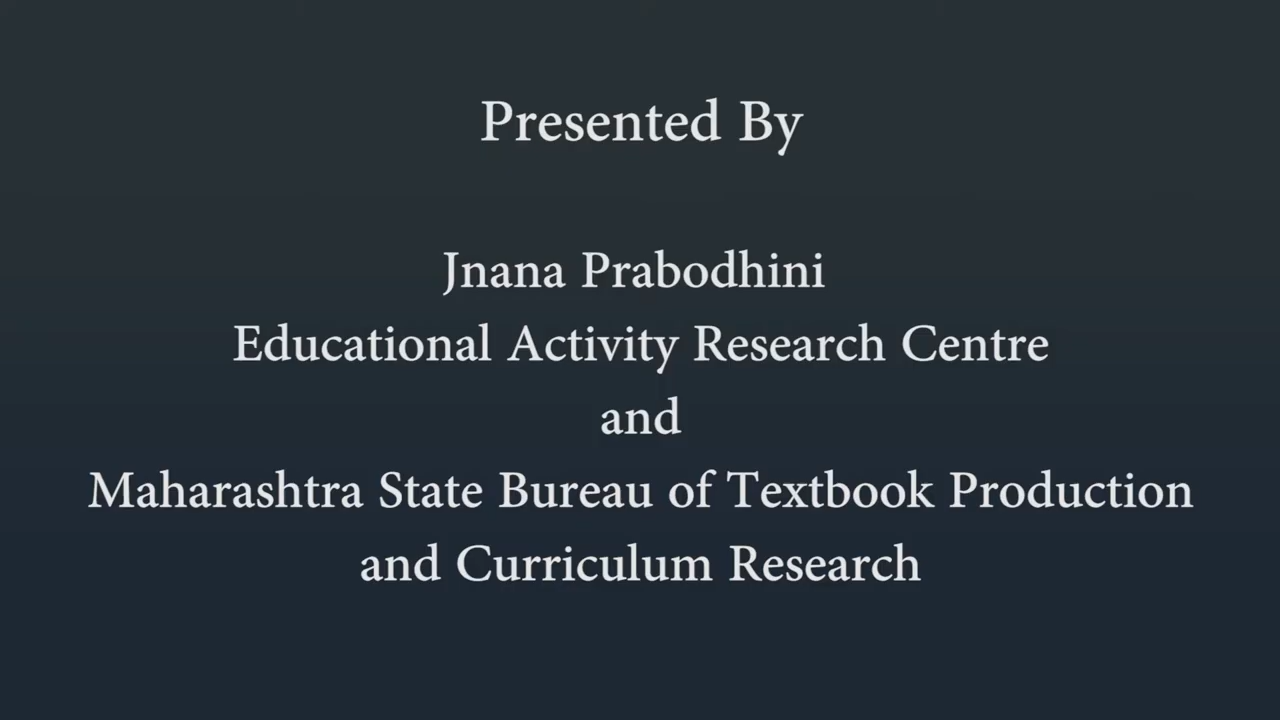 Presented By
Jnana Prabodhini
Educational Activity Research Centre
and
Maharashtra State Bureau of Textbook Production
and Curriculum Research